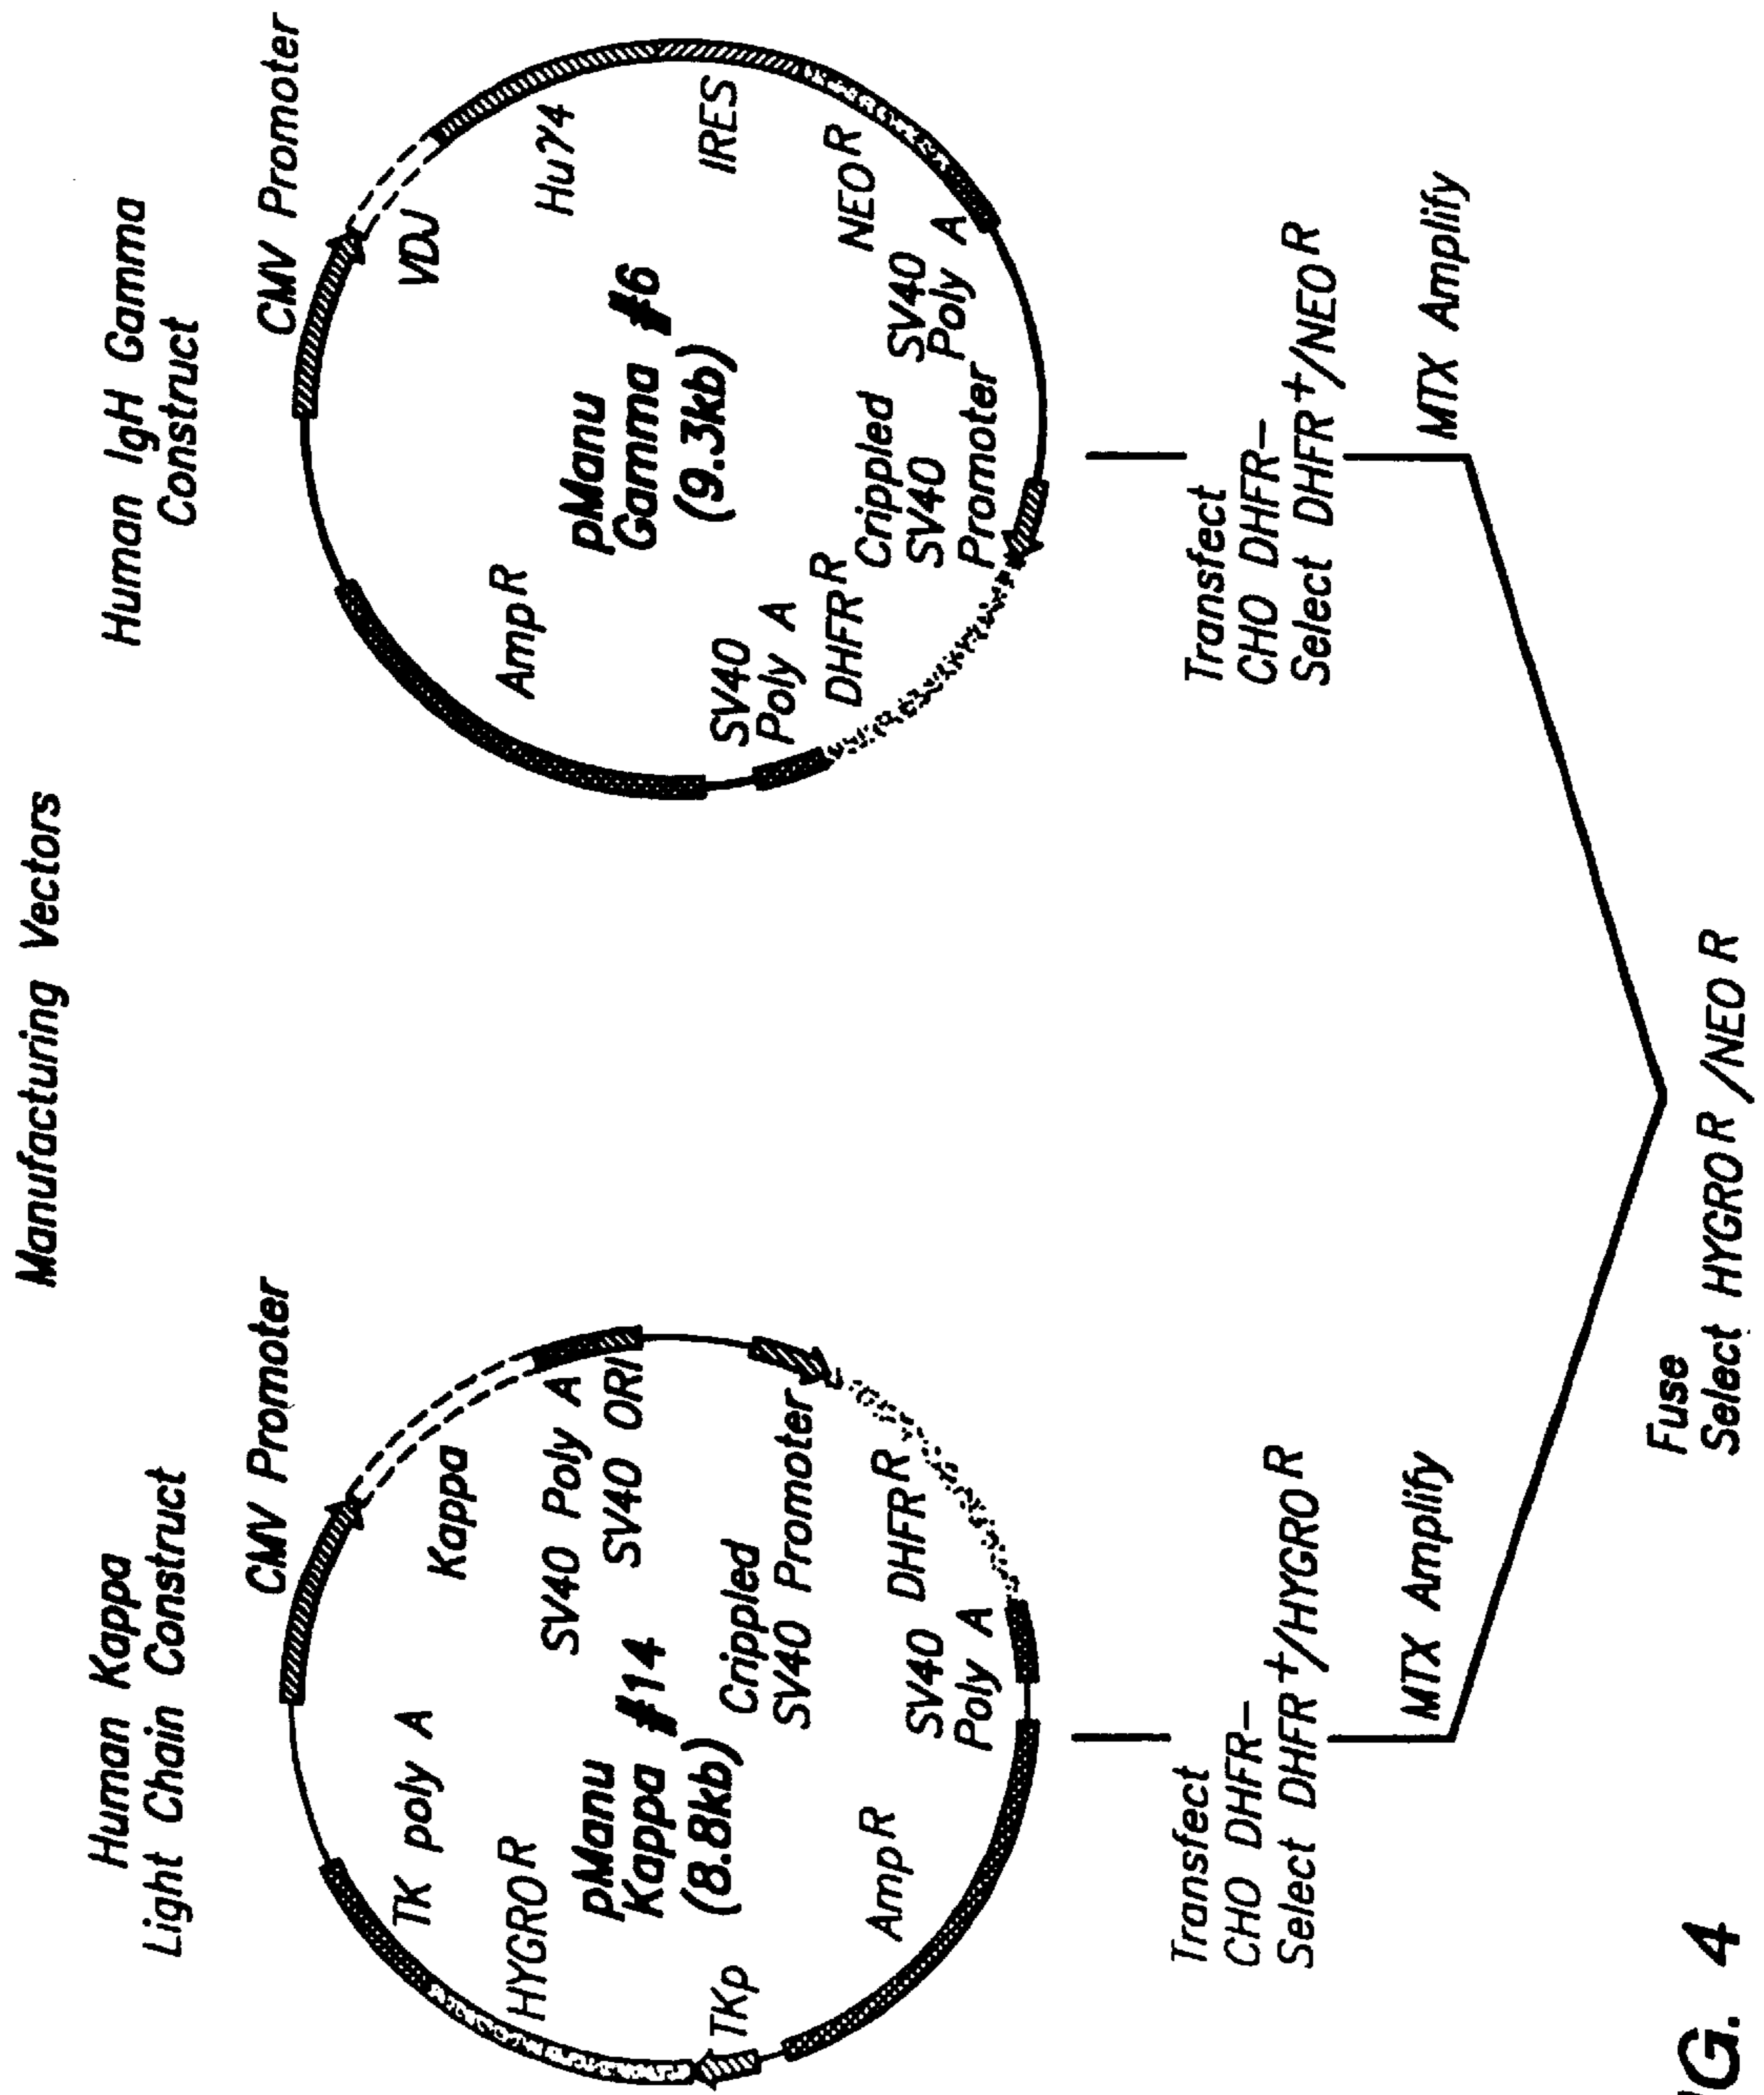 Manufacturing Vectors
Human Kappa
Light Chain Construct
CMV Promoter
TK poly A
Kappa
HYGRO R
SV40 Poly A
SV40 ORI
pManu
Kappa #14
(8.8kb)
Crippled
SV40 Promoter
TKp
AmpR
DHFR R
SV40
Poly A
Transfect
CHO DHFR-
Select DHFR+/HYGRO R
MTX Amplify
Human IgH Gamma
Construct
CMV Promoter
VDJ
AmpR
Huγ4
pManu
Gamma #6
(9.3kb)
IRES
SV40
Poly A
DHFR R
NEO R
Crippled
SV40
Promoter
SV40
Poly A
Transfect
CHO DHFR-
Select DHFR+/NEO R
MTX Amplify
Fuse
Select HYGRO R/NEO R
4